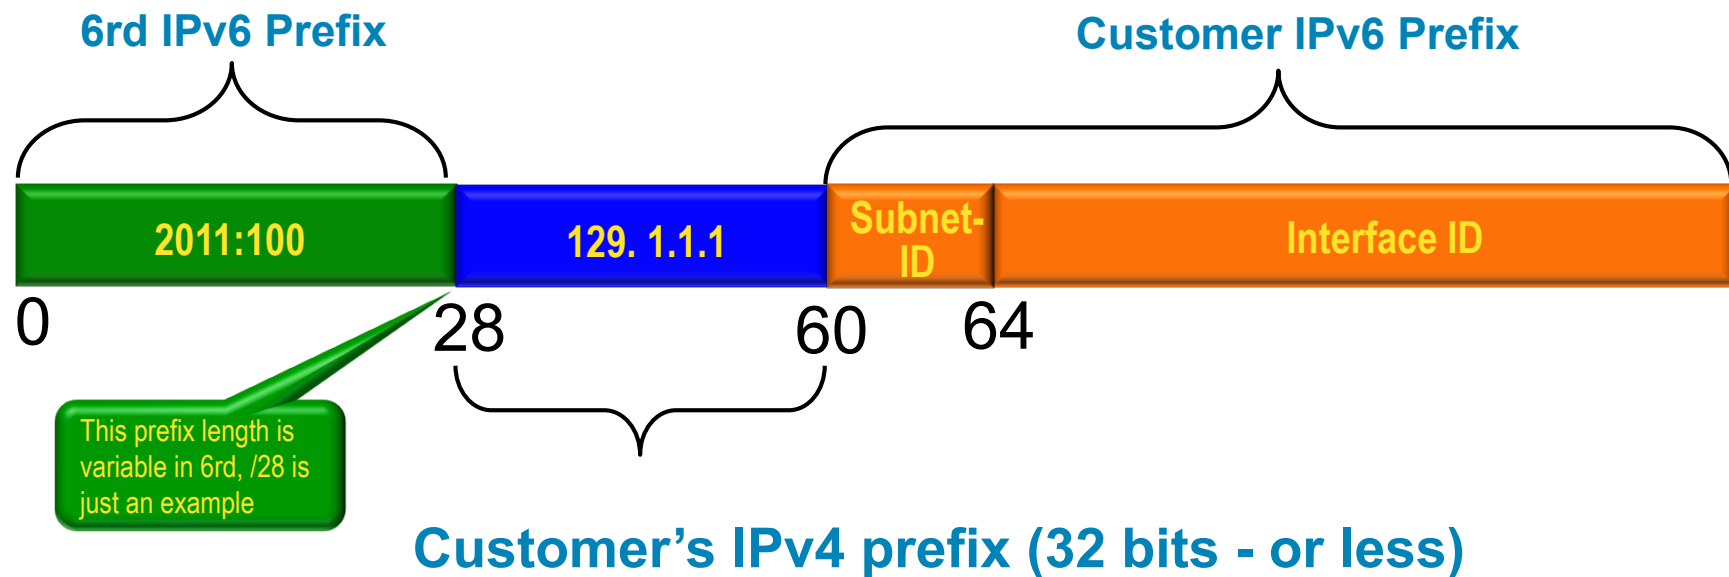 6rd IPv6 Prefix
Customer IPv6 Prefix
2011:100
129. 1.1.1
Subnet-
ID
Interface ID
0
28
60
64
This prefix length is
variable in 6rd, /28 is
just an example
Customer’s IPv4 prefix (32 bits - or less)